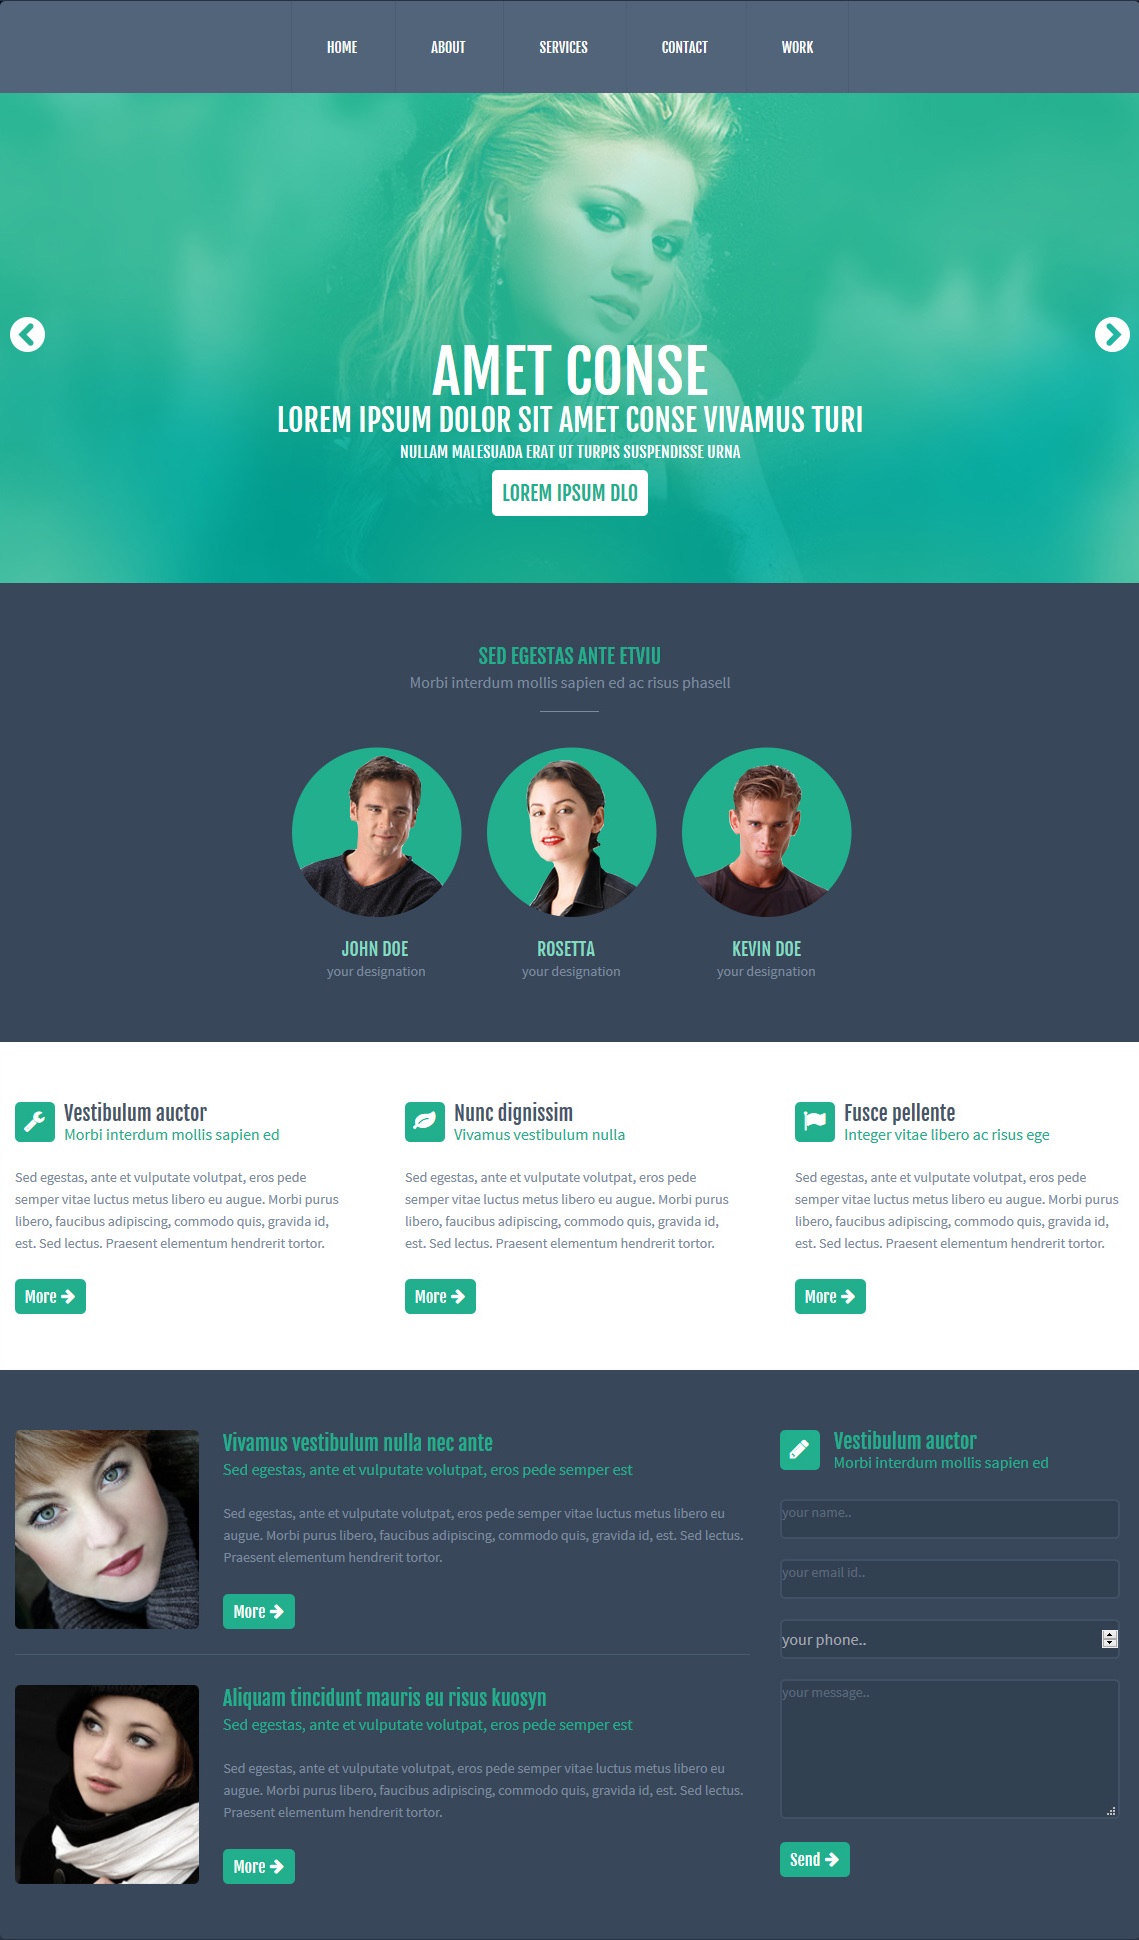 HOME ABOUT SERVICES CONTACT WORK
AMET CONSE
LOREM IPSUM DOLOR SIT AMET CONSE VIVAMUS TURI
NULLAM MALESUADA ERAT UT TURPIS SUSPENDISSE URNA
LOREM IPSUM DLO
SED EGESTAS ANTE ETVIU
Morbi interdum mollis sapien ed ac risus phasell
JOHN DOE
your designation
ROSETTA
your designation
KEVIN DOE
your designation
Vestibulum auctor
Morbi interdum mollis sapien ed
Sed egestas, ante et vulputate volutpat, eros pede
semper vitae luctus metus libero eu augue. Morbi purus
libero, faucibus adipiscing, commodo quis, gravida id,
est. Sed lectus. Praesent elementum hendrerit tortor.
More
Nunc dignissim
Vivamus vestibulum nulla
Sed egestas, ante et vulputate volutpat, eros pede
semper vitae luctus metus libero eu augue. Morbi purus
libero, faucibus adipiscing, commodo quis, gravida id,
est. Sed lectus. Praesent elementum hendrerit tortor.
More
Fusce pellente
Integer vitae libero ac risus ege
Sed egestas, ante et vulputate volutpat, eros pede
semper vitae luctus metus libero eu augue. Morbi purus
libero, faucibus adipiscing, commodo quis, gravida id,
est. Sed lectus. Praesent elementum hendrerit tortor.
More
Vivamus vestibulum nulla nec ante
Sed egestas, ante et vulputate volutpat, eros pede semper est
Sed egestas, ante et vulputate volutpat, eros pede semper vitae luctus metus libero eu
augue. Morbi purus libero, faucibus adipiscing, commodo quis, gravida id, est. Sed lectus.
Praesent elementum hendrerit tortor.
More
Aliquam tincidunt mauris eu risus kuosyn
Sed egestas, ante et vulputate volutpat, eros pede semper est
Sed egestas, ante et vulputate volutpat, eros pede semper vitae luctus metus libero eu
augue. Morbi purus libero, faucibus adipiscing, commodo quis, gravida id, est. Sed lectus.
Praesent elementum hendrerit tortor.
More
Vestibulum auctor
Morbi interdum mollis sapien ed
your name..
your email id..
your phone..
your message..
Send